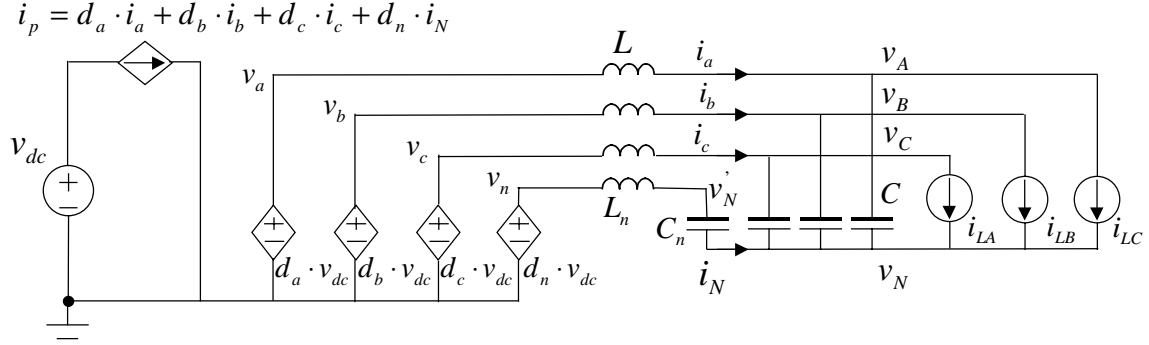 i_p = d_a · i_a + d_b · i_b + d_c · i_c + d_n · i_N
L
i_a
v_A
v_a
i_b
v_B
v_b
i_c
v_C
v_c
v_dc
v_n
v_N'
L_n
C
C_n
i_LA
i_LB
i_LC
d_a · v_dc
d_b · v_dc
d_c · v_dc
d_n · v_dc
i_N
v_N